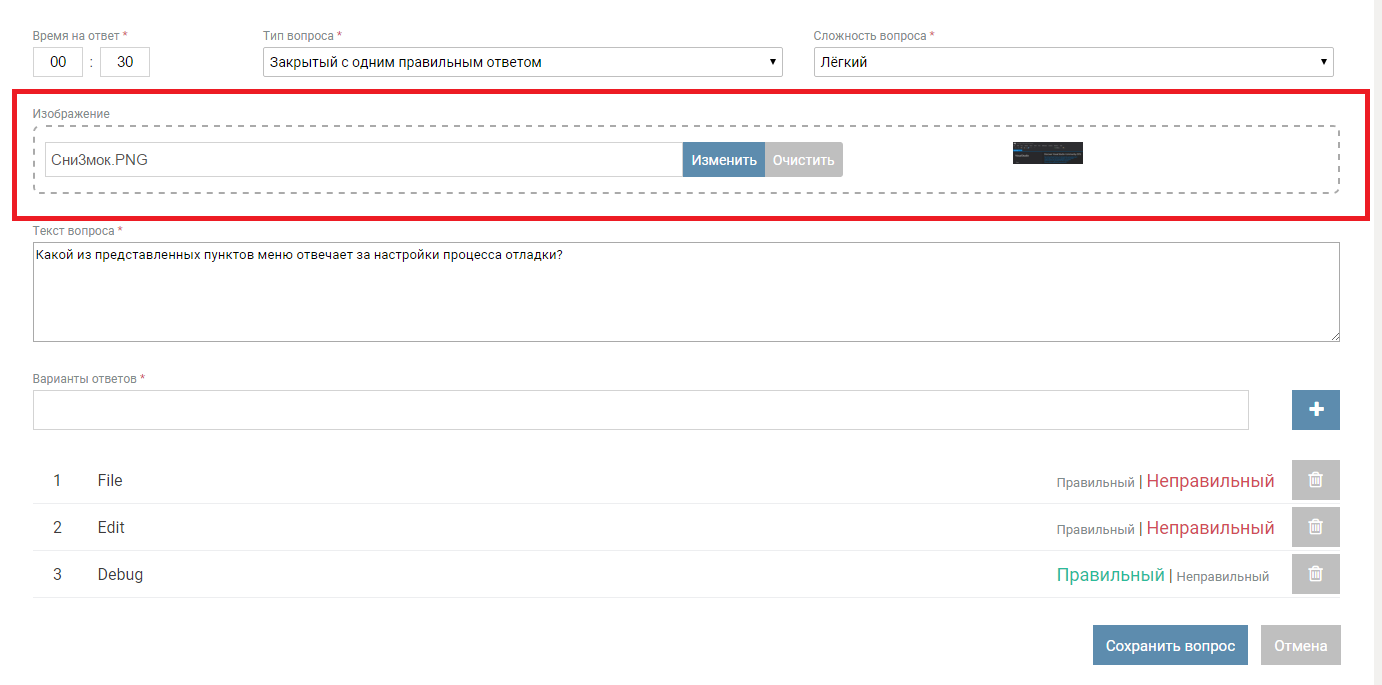 Время на ответ * Тип вопроса * Сложность вопроса *
00 : 30 Закрытый с одним правильным ответом Лёгкий
Изображение
Сни3мок.PNG Изменить Очистить
Текст вопроса *
Какой из представленных пунктов меню отвечает за настройки процесса отладки?
Варианты ответов *
+
1 File Правильный | Неправильный
2 Edit Правильный | Неправильный
3 Debug Правильный | Неправильный
Сохранить вопрос Отмена